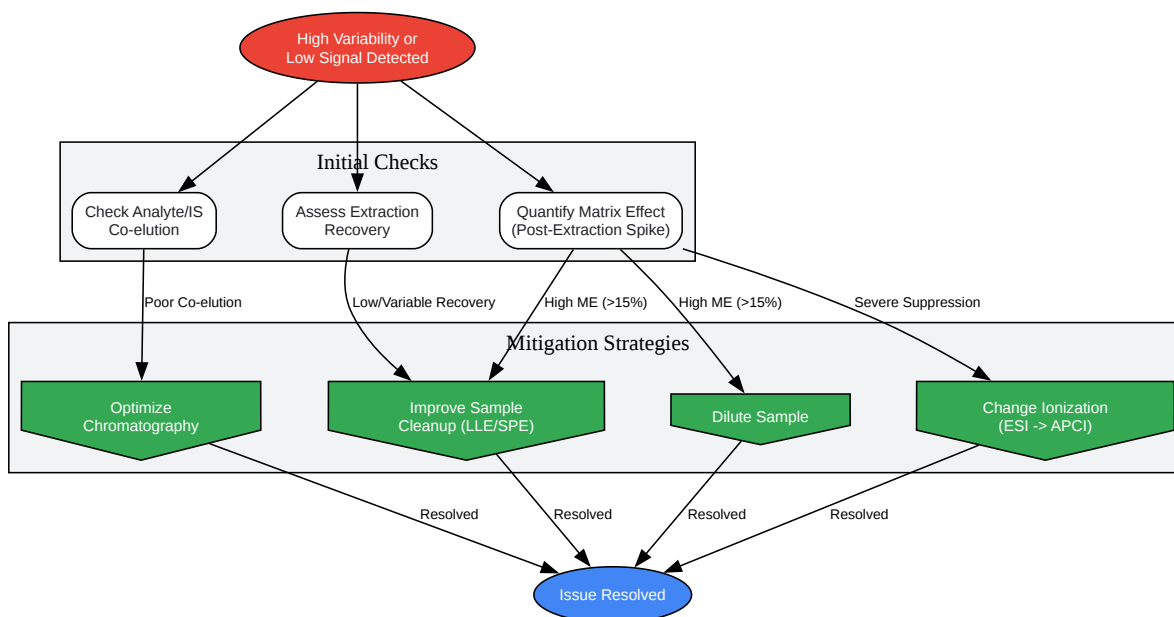 High Variability or
Low Signal Detected
Initial Checks
Check Analyte/IS
Co-elution
Assess Extraction
Recovery
Quantify Matrix Effect
(Post-Extraction Spike)
Poor Co-elution
Low/Variable Recovery
High ME (>15%)
High ME (>15%)
Severe Suppression
Mitigation Strategies
Optimize
Chromatography
Improve Sample
Cleanup (LLE/SPE)
Dilute Sample
Change Ionization
(ESI -> APCI)
Resolved
Resolved
Resolved
Resolved
Issue Resolved